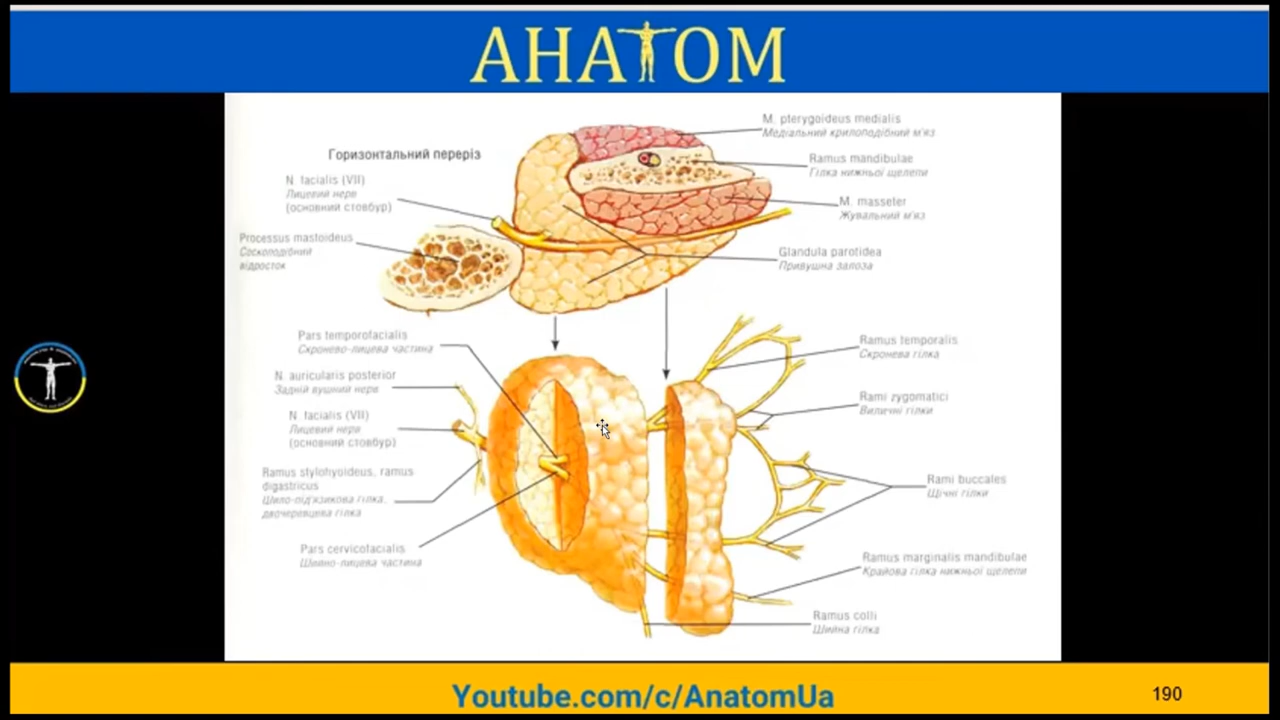 АНАТОМ
M. pterygoideus medialis
Медіальний крилоподібний м'яз
Горизонтальний переріз
Ramus mandibulae
Гілка нижньої щелепи
N. facialis (VII)
Лицевий нерв
(основний стовбур)
M. masseter
Жувальний м'яз
Processus mastoideus
Соскоподібний
відросток
Glandula parotidea
Привушна залоза
Pars temporofacialis
Скронево-лицева частина
Ramus temporalis
Скронева гілка
N. auricularis posterior
Задній вушний нерв
Rami zygomatici
Виличні гілки
N. facialis (VII)
Лицевий нерв
(основний стовбур)
Ramus stylohyoideus, ramus
digastricus
Шило-під'язикова гілка,
двочеревцева гілка
Rami buccales
Щічні гілки
Pars cervicofacialis
Шийно-лицева частина
Ramus marginalis mandibulae
Крайова гілка нижньої щелепи
Ramus colli
Шийна гілка
Youtube.com/c/AnatomUa
190